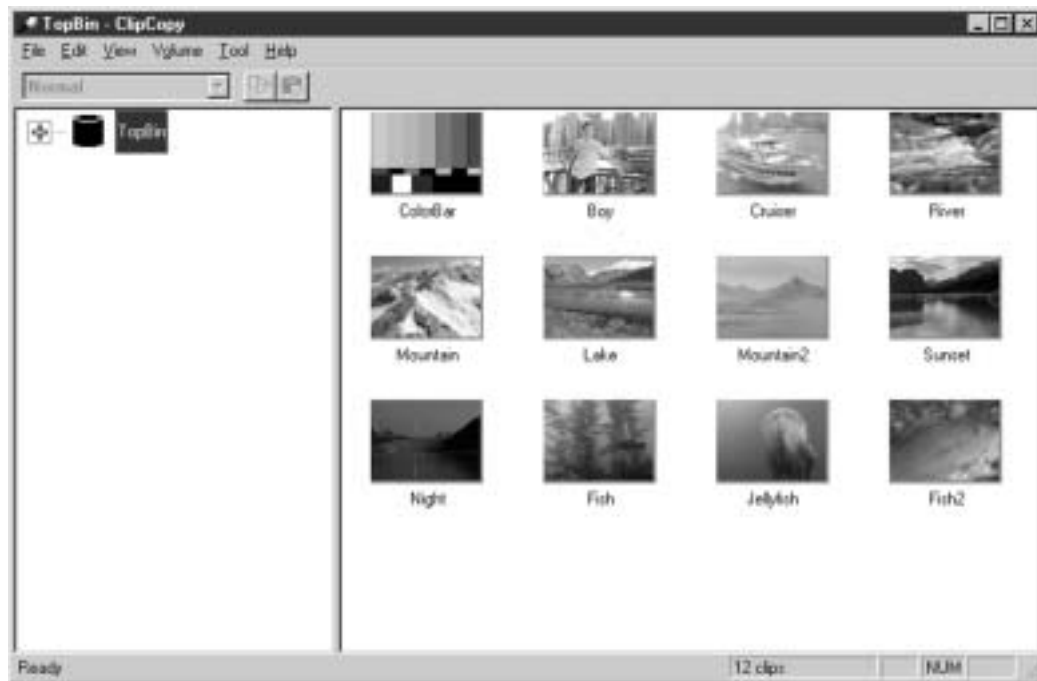 TopBin - ClipCopy
File Edit View Volume Tool Help
Normal
TopBin
ColorBar Boy Cruiser River
Mountain Lake Mountain2 Sunset
Night Fish Jellyfish Fish2
Ready 12 clips NUM